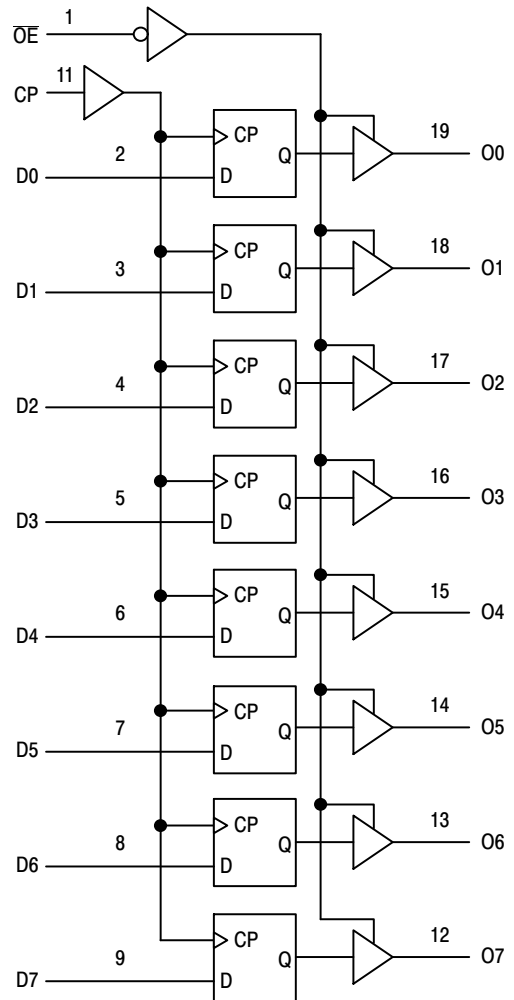 O̅E̅ 1
CP 11
CP Q 19 O0
D0 2 D
CP Q 18 O1
D1 3 D
CP Q 17 O2
D2 4 D
CP Q 16 O3
D3 5 D
CP Q 15 O4
D4 6 D
CP Q 14 O5
D5 7 D
CP Q 13 O6
D6 8 D
CP Q 12 O7
D7 9 D